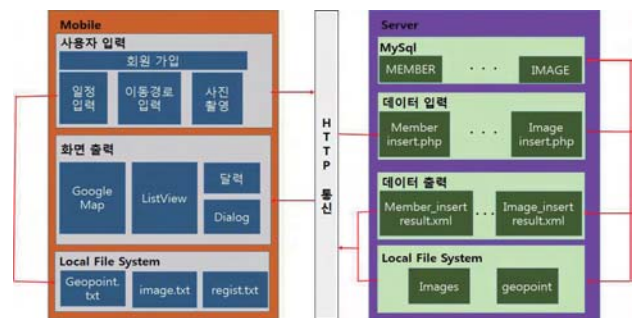 Mobile
사용자 입력
회원 가입
일정
입력
이동경로
입력
사진
촬영
화면 출력
Google
Map
ListView
달력
Dialog
Local File System
Geopoint.
txt
image.txt
regist.txt
H
T
T
P
통
신
Server
MySql
MEMBER
. . .
IMAGE
데이터 입력
Member
insert.php
. . .
Image
insert.php
데이터 출력
Member_insert
result.xml
. . .
Image_insert
result.xml
Local File System
Images
geopoint